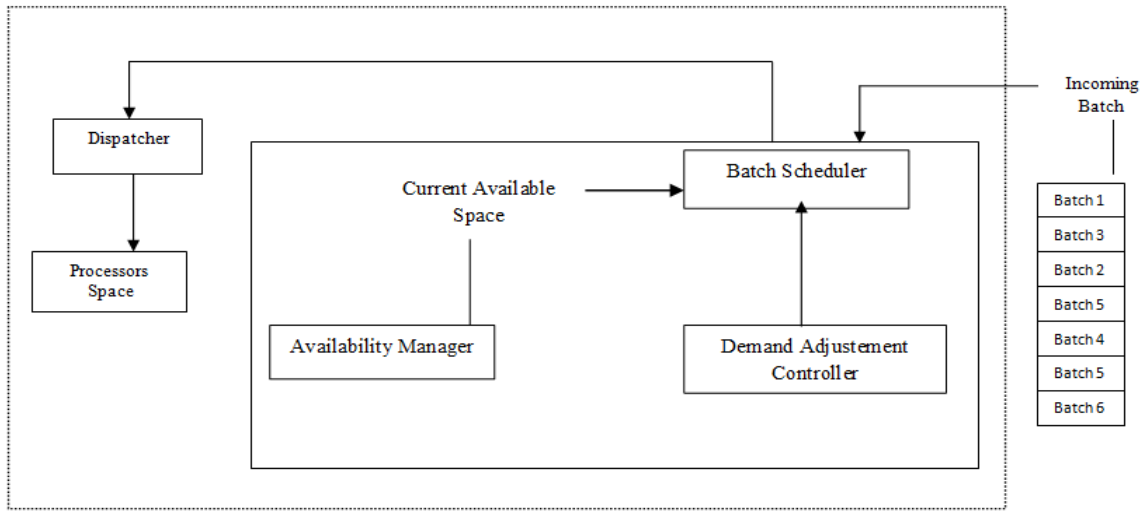 Incoming
Batch
Dispatcher
Batch Scheduler
Current Available
Space
Processors
Space
Availability Manager
Demand Adjustement
Controller
Batch 1
Batch 3
Batch 2
Batch 5
Batch 4
Batch 5
Batch 6